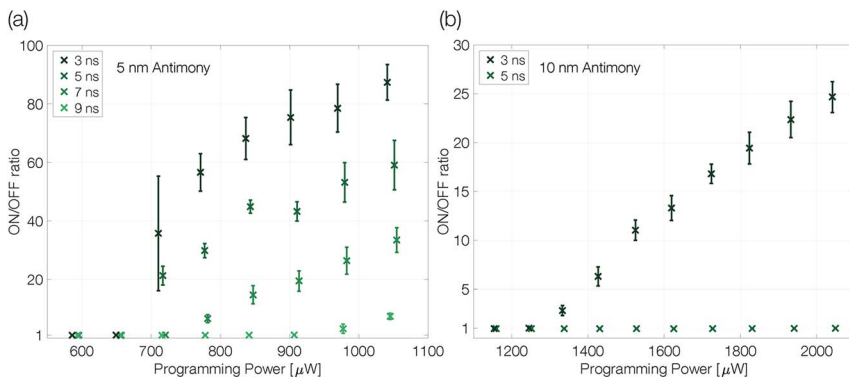 (a)
100
80
60
40
20
1
ON/OFF ratio
3 ns
5 ns
7 ns
9 ns
5 nm Antimony
600 700 800 900 1000 1100
Programming Power [μW]
(b)
30
25
20
15
10
5
1
ON/OFF ratio
3 ns
5 ns
10 nm Antimony
1200 1400 1600 1800 2000
Programming Power [μW]